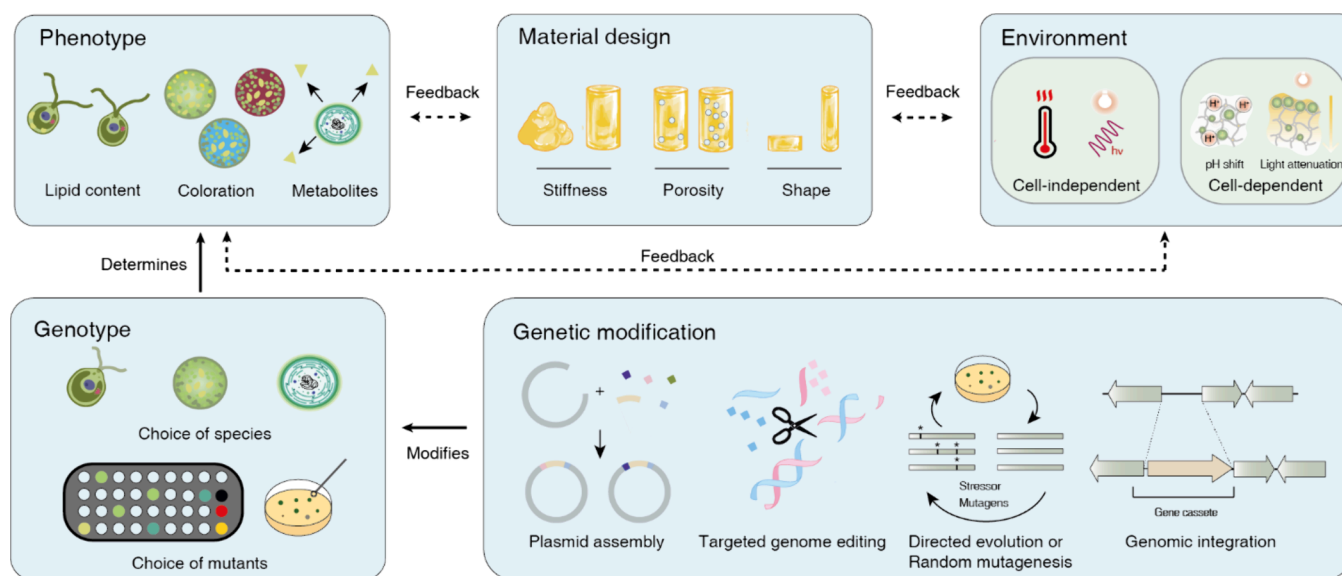 Phenotype
Lipid content
Coloration
Metabolites
Feedback
Material design
Stiffness
Porosity
Shape
Feedback
Environment
hv
Cell-independent
H+
H+
H+
pH shift
Light attenuation
Cell-dependent
Determines
Feedback
Genotype
Choice of species
Choice of mutants
Modifies
Genetic modification
+
Plasmid assembly
Targeted genome editing
*
* *
*
Stressor
Mutagens
Directed evolution or
Random mutagenesis
Gene cassete
Genomic integration